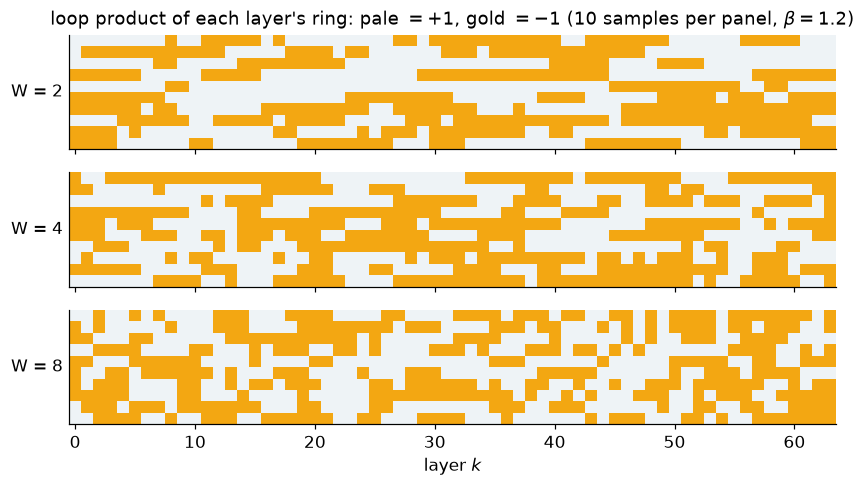 loop product of each layer's ring: pale = +1, gold = −1 (10 samples per panel, β = 1.2)
W = 2
W = 4
W = 8
0 10 20 30 40 50 60
layer k